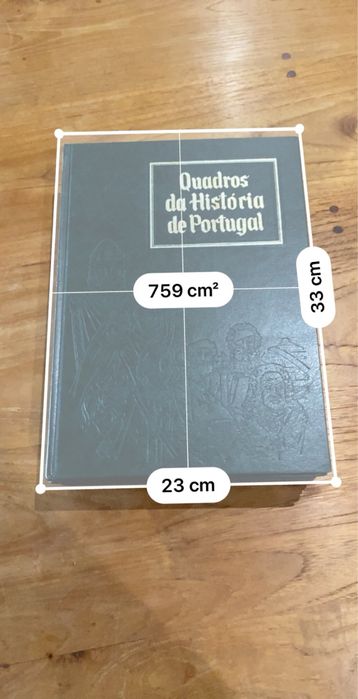 Quadros
da História
de Portugal
759 cm²
33 cm
23 cm